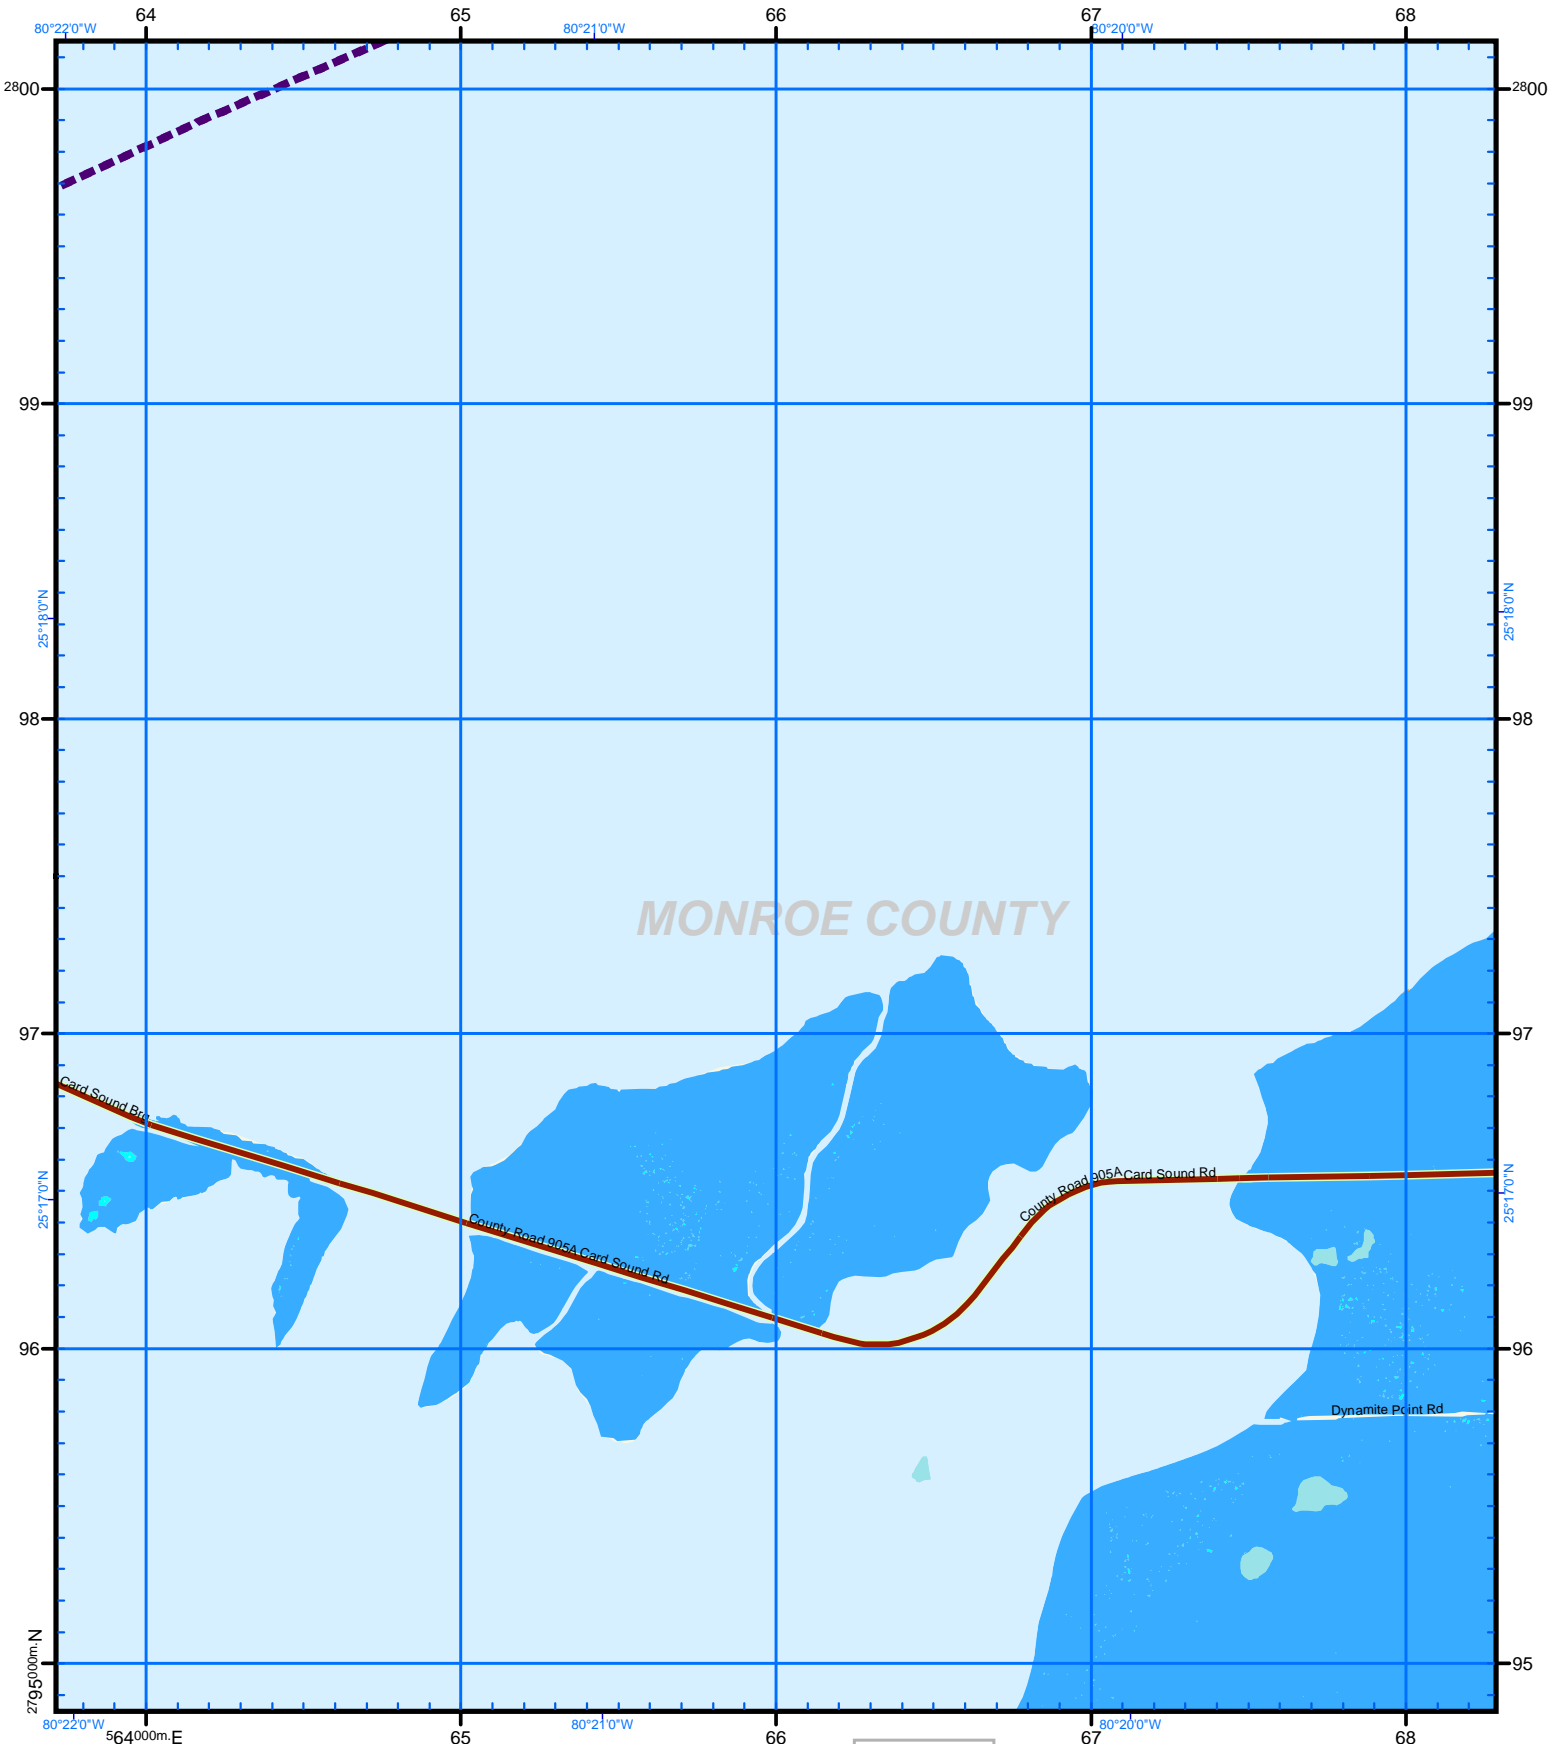 64 65 66 67 68
80°22'0"W 80°21'0"W 80°20'0"W
2800 2800
99 99
25°18'0"N 25°18'0"N
98 98
MONROE COUNTY
97 97
Card Sound Brg
County Road 905A Card Sound Rd
25°17'0"N 25°17'0"N
County Road 905A Card Sound Rd
96 96
Dynamite Point Rd
2795000m.N 95
80°22'0"W 80°21'0"W 80°20'0"W
564000m.E 65 66 67 68